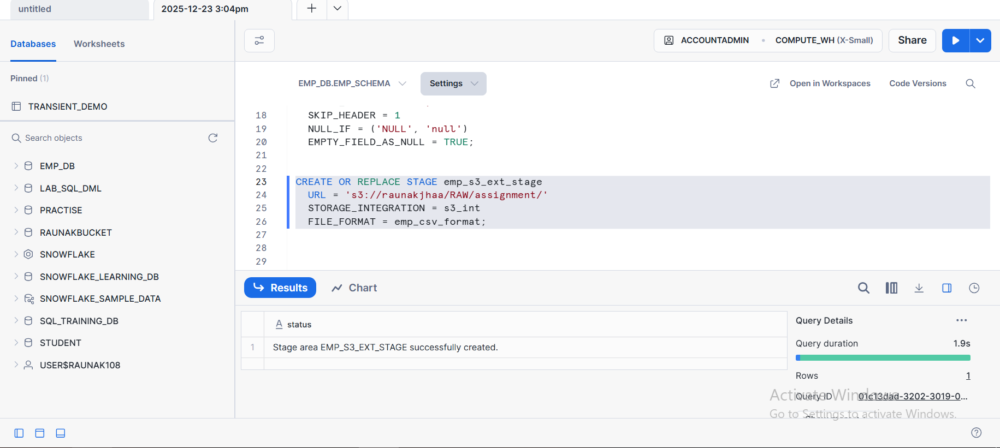 untitled
2025-12-23 3:04pm
Databases
Worksheets
ACCOUNTADMIN • COMPUTE_WH (X-Small)
Share
Pinned (1)
TRANSIENT_DEMO
Search objects
EMP_DB
LAB_SQL_DML
PRACTISE
RAUNAKBUCKET
SNOWFLAKE
SNOWFLAKE_LEARNING_DB
SNOWFLAKE_SAMPLE_DATA
SQL_TRAINING_DB
STUDENT
USER$RAUNAK108
EMP_DB.EMP_SCHEMA
Settings
Open in Workspaces
Code Versions
18 SKIP_HEADER = 1
19 NULL_IF = ('NULL', 'null')
20 EMPTY_FIELD_AS_NULL = TRUE;
21
22
23 CREATE OR REPLACE STAGE emp_s3_ext_stage
24 URL = 's3://raunakjhaa/RAW/assignment/'
25 STORAGE_INTEGRATION = s3_int
26 FILE_FORMAT = emp_csv_format;
27
28
29
Results
Chart
A status
1 Stage area EMP_S3_EXT_STAGE successfully created.
Query Details
Query duration 1.9s
Rows 1
Query ID 01c13dad-3202-3019-0...
Activate Windows
Go to Settings to activate Windows.